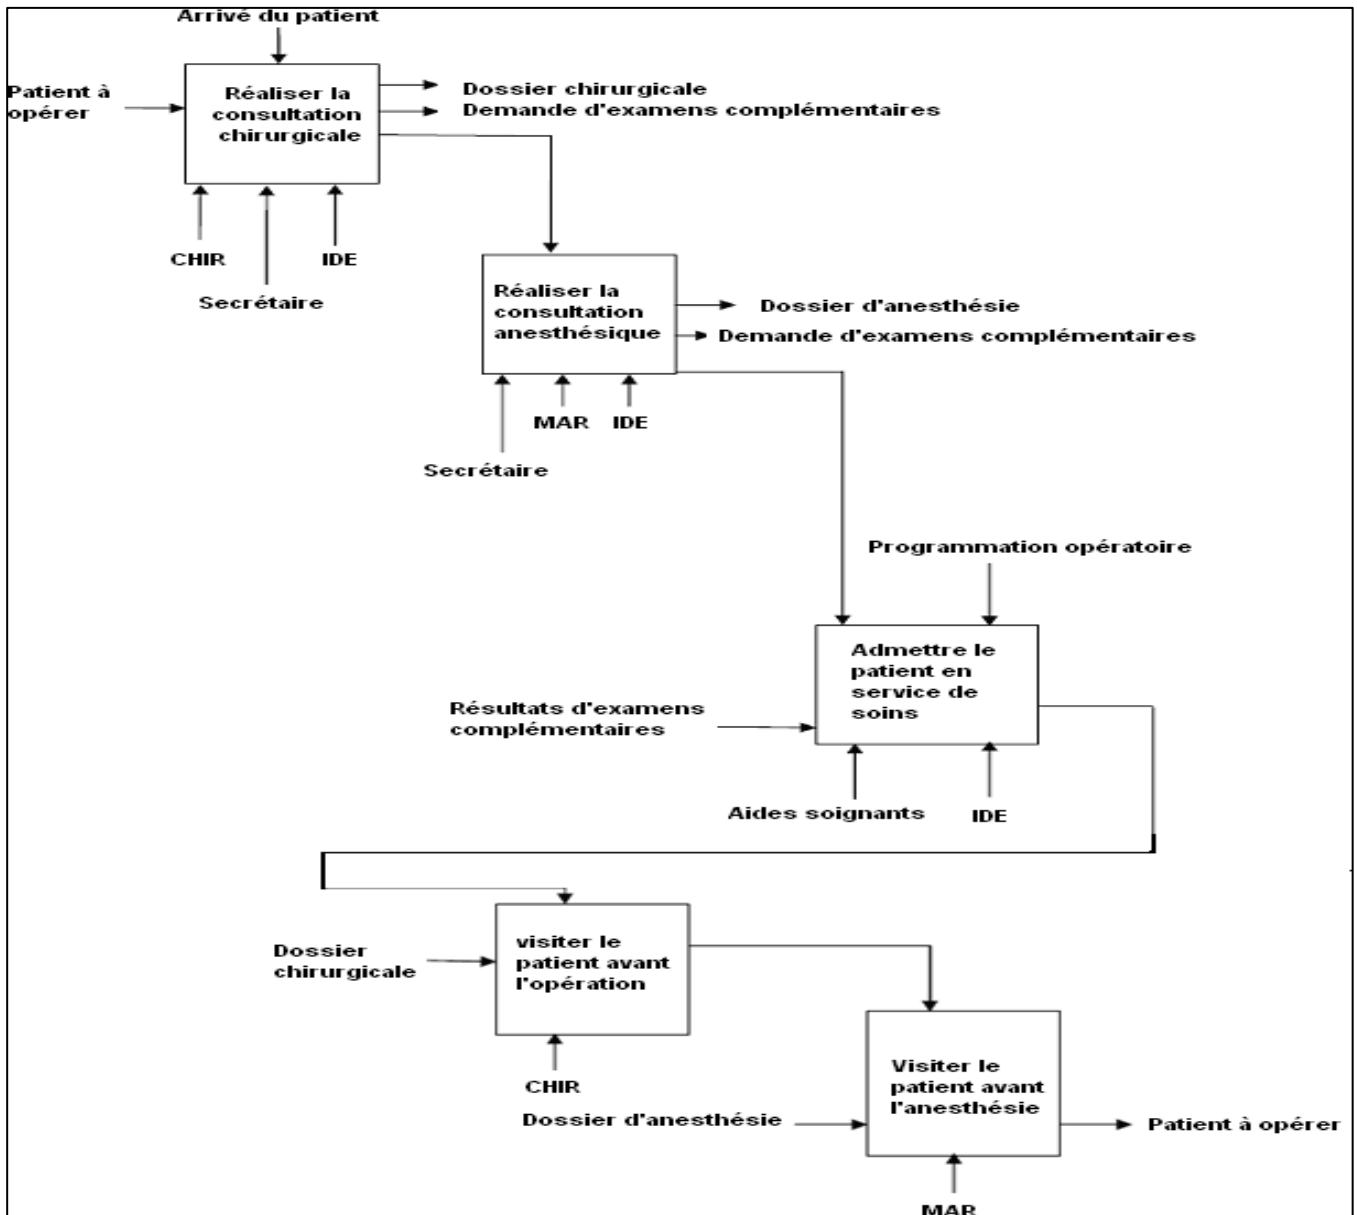 Arrivé du patient
Patient à
opérer
Réaliser la
consultation
chirurgicale
Dossier chirurgicale
Demande d'examens complémentaires
CHIR
IDE
Secrétaire
Réaliser la
consultation
anesthésique
Dossier d'anesthésie
Demande d'examens complémentaires
MAR
IDE
Secrétaire
Programmation opératoire
Admettre le
patient en
service de
soins
Résultats d'examens
complémentaires
Aides soignants
IDE
Dossier
chirurgicale
visiter le
patient avant
l'opération
CHIR
Visiter le
patient avant
l'anesthésie
Dossier d'anesthésie
Patient à opérer
MAR